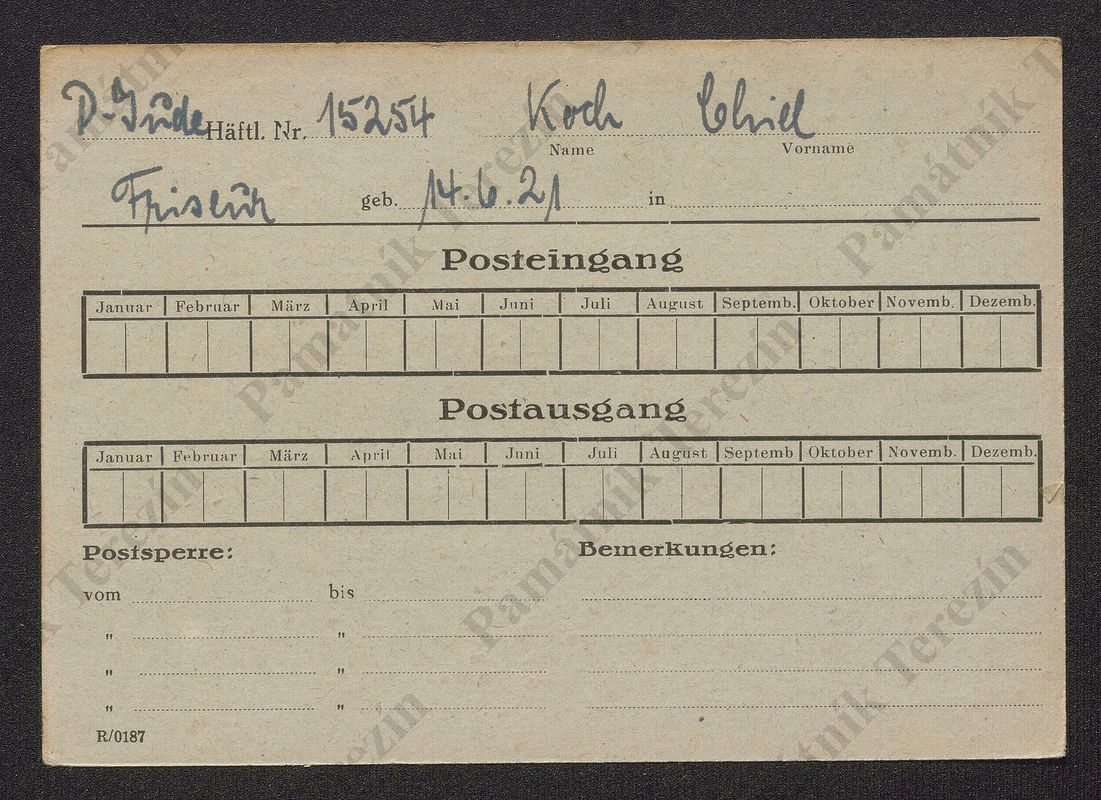 P-Jude Häftl. Nr. 15254 Koch Chiel
Name Vorname
Friseur geb. 14.6.21 in
Posteingang
Januar Februar März April Mai Juni Juli August Septemb. Oktober Novemb. Dezemb.
Postausgang
Januar Februar März April Mai Juni Juli August Septemb Oktober Novemb. Dezemb.
Postsperre: Bemerkungen:
vom bis
" "
" "
" "
R/0187
Památník Terezín